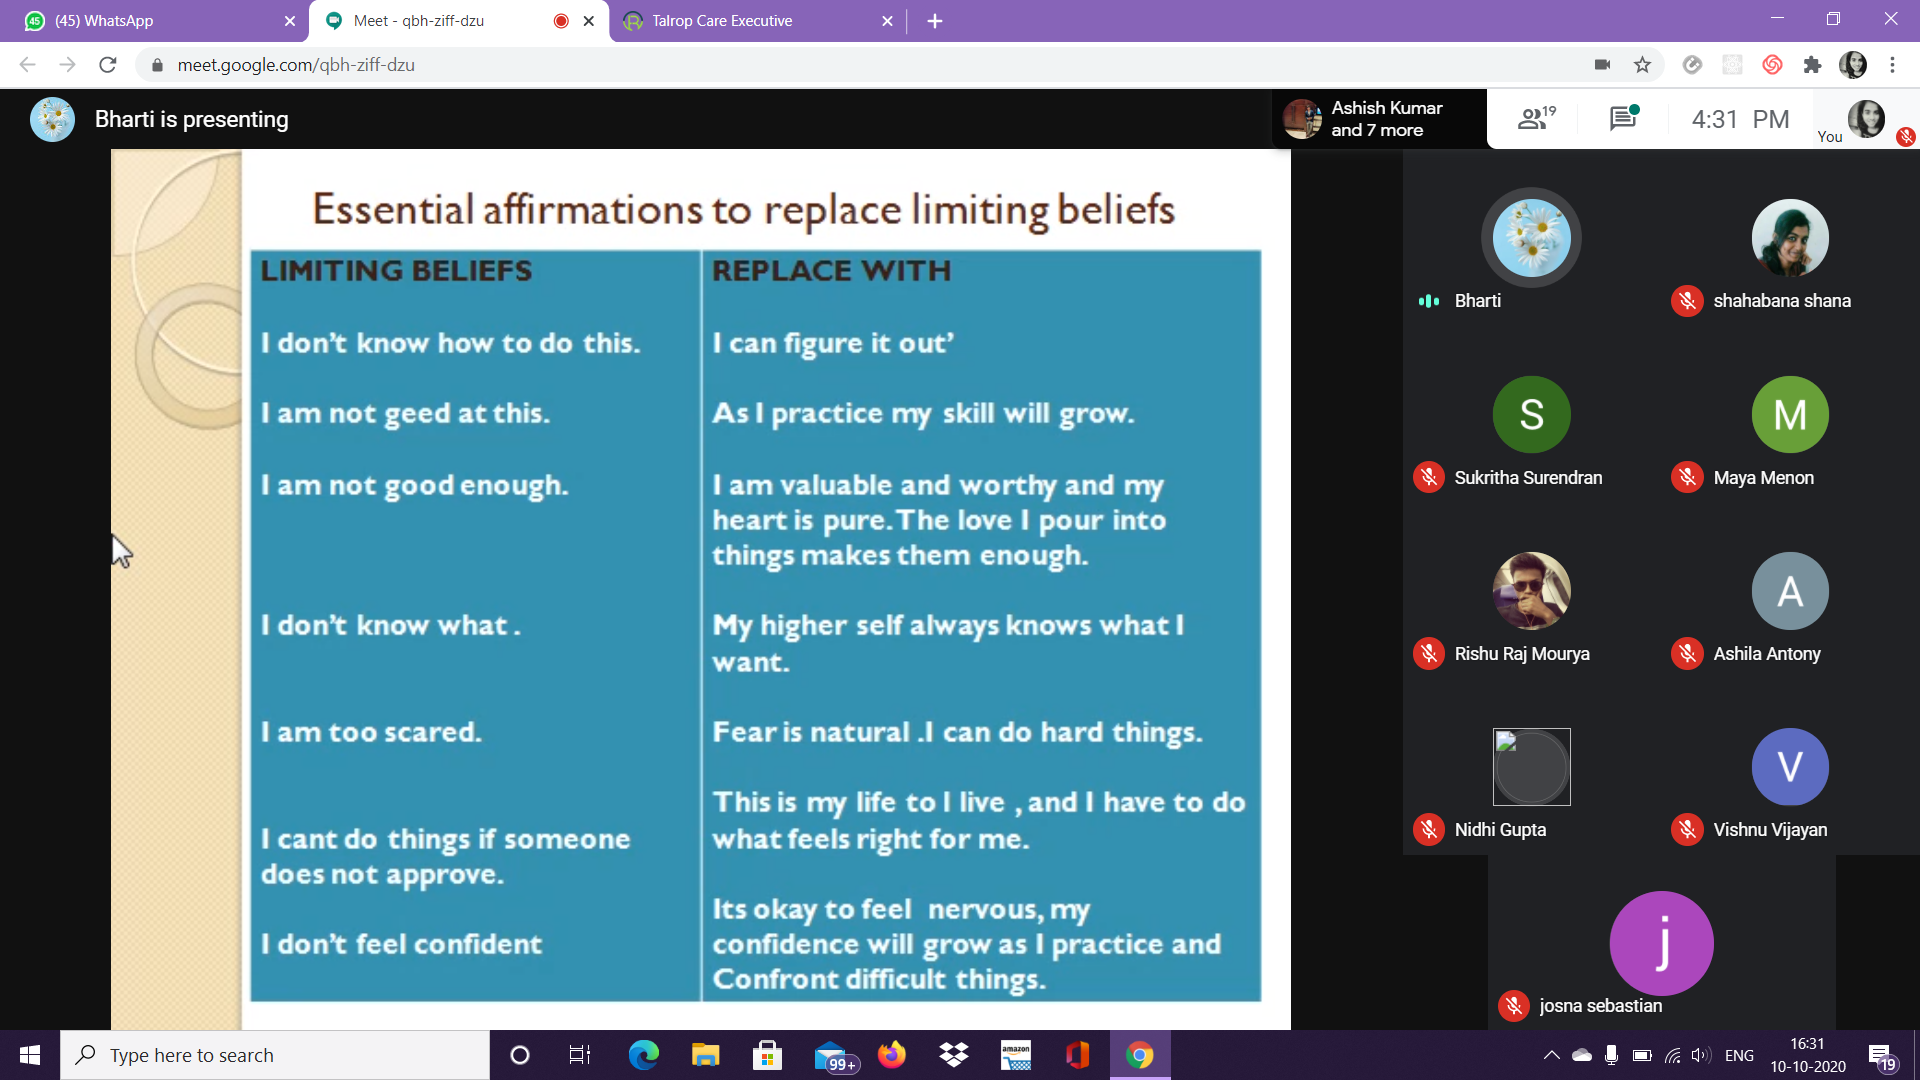 (45) WhatsApp
Meet - qbh-ziff-dzu
Talrop Care Executive
meet.google.com/qbh-ziff-dzu
Bharti is presenting
Ashish Kumar
and 7 more
19
4:31 PM
You
Essential affirmations to replace limiting beliefs
LIMITING BELIEFS
REPLACE WITH
I don't know how to do this.
I can figure it out'
I am not geed at this.
As I practice my skill will grow.
I am not good enough.
I am valuable and worthy and my
heart is pure. The love I pour into
things makes them enough.
I don't know what .
My higher self always knows what I
want.
I am too scared.
Fear is natural .I can do hard things.
I cant do things if someone
does not approve.
This is my life to I live , and I have to do
what feels right for me.
I don't feel confident
Its okay to feel nervous, my
confidence will grow as I practice and
Confront difficult things.
Bharti
shahabana shana
S
Sukritha Surendran
M
Maya Menon
Rishu Raj Mourya
A
Ashila Antony
Nidhi Gupta
V
Vishnu Vijayan
j
josna sebastian
Type here to search
99+
amazon
ENG
16:31
10-10-2020
19